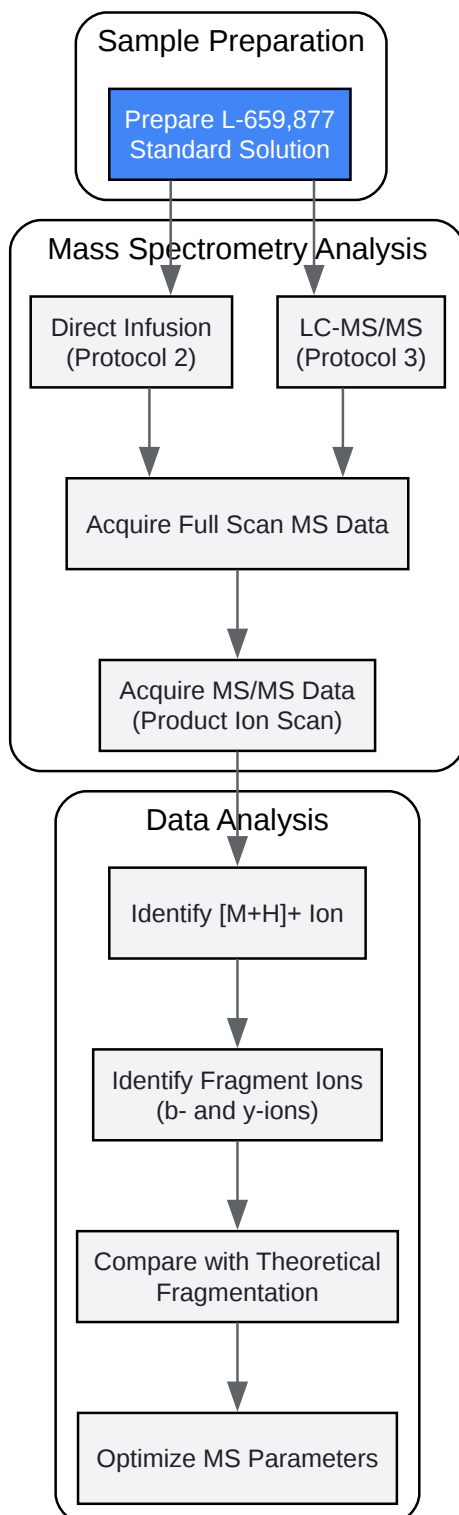 Sample Preparation
Prepare L-659,877
Standard Solution
Mass Spectrometry Analysis
Direct Infusion
(Protocol 2)
LC-MS/MS
(Protocol 3)
Acquire Full Scan MS Data
Acquire MS/MS Data
(Product Ion Scan)
Data Analysis
Identify [M+H]+ Ion
Identify Fragment Ions
(b- and y-ions)
Compare with Theoretical
Fragmentation
Optimize MS Parameters